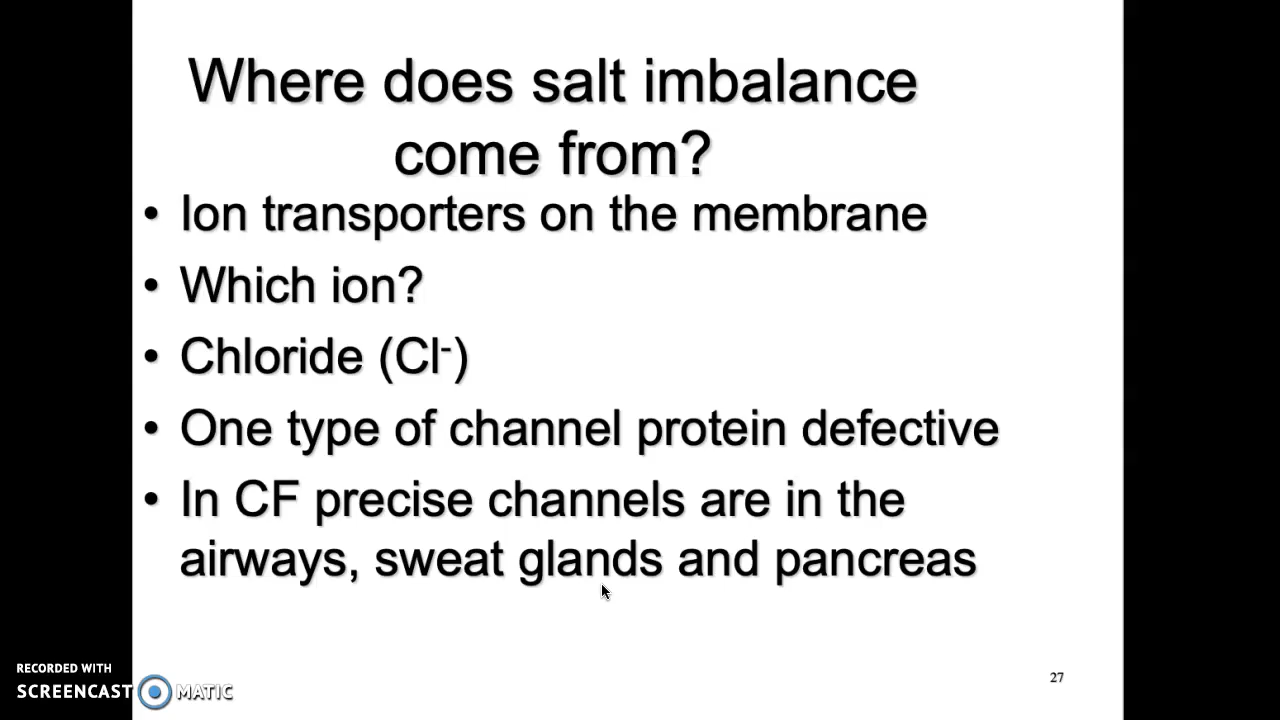 Where does salt imbalance
come from?
• Ion transporters on the membrane
• Which ion?
• Chloride (Cl⁻)
• One type of channel protein defective
• In CF precise channels are in the
airways, sweat glands and pancreas
RECORDED WITH
SCREENCAST MATIC
27